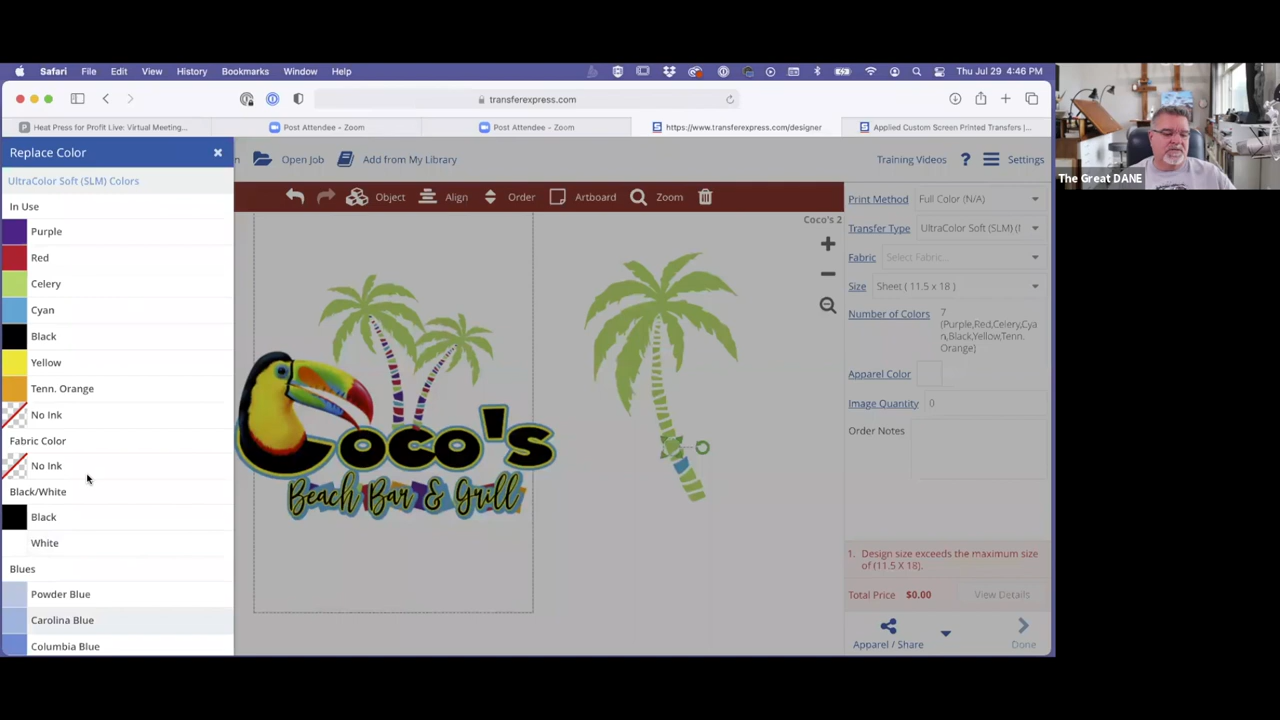 Safari File Edit View History Bookmarks Window Help
Thu Jul 29 4:46 PM
transferexpress.com
Heat Press for Profit Live: Virtual Meeting...
Post Attendee - Zoom
Post Attendee - Zoom
https://www.transferexpress.com/designer
Applied Custom Screen Printed Transfers |...
Replace Color
UltraColor Soft (SLM) Colors
In Use
Purple
Red
Celery
Cyan
Black
Yellow
Tenn. Orange
No Ink
Fabric Color
No Ink
Black/White
Black
White
Blues
Powder Blue
Carolina Blue
Columbia Blue
n Open Job Add from My Library
Training Videos ? Settings
Object Align Order Artboard Zoom
Coco's 2
Coco's
Beach Bar & Grill
Print Method Full Color (N/A)
Transfer Type UltraColor Soft (SLM) (
Fabric Select Fabric...
Size Sheet ( 11.5 x 18 )
Number of Colors 7
(Purple,Red,Celery,Cya
n,Black,Yellow,Tenn.
Orange)
Apparel Color
Image Quantity 0
Order Notes
1. Design size exceeds the maximum size
of (11.5 X 18).
Total Price $0.00 View Details
Apparel / Share
Done
The Great DANE